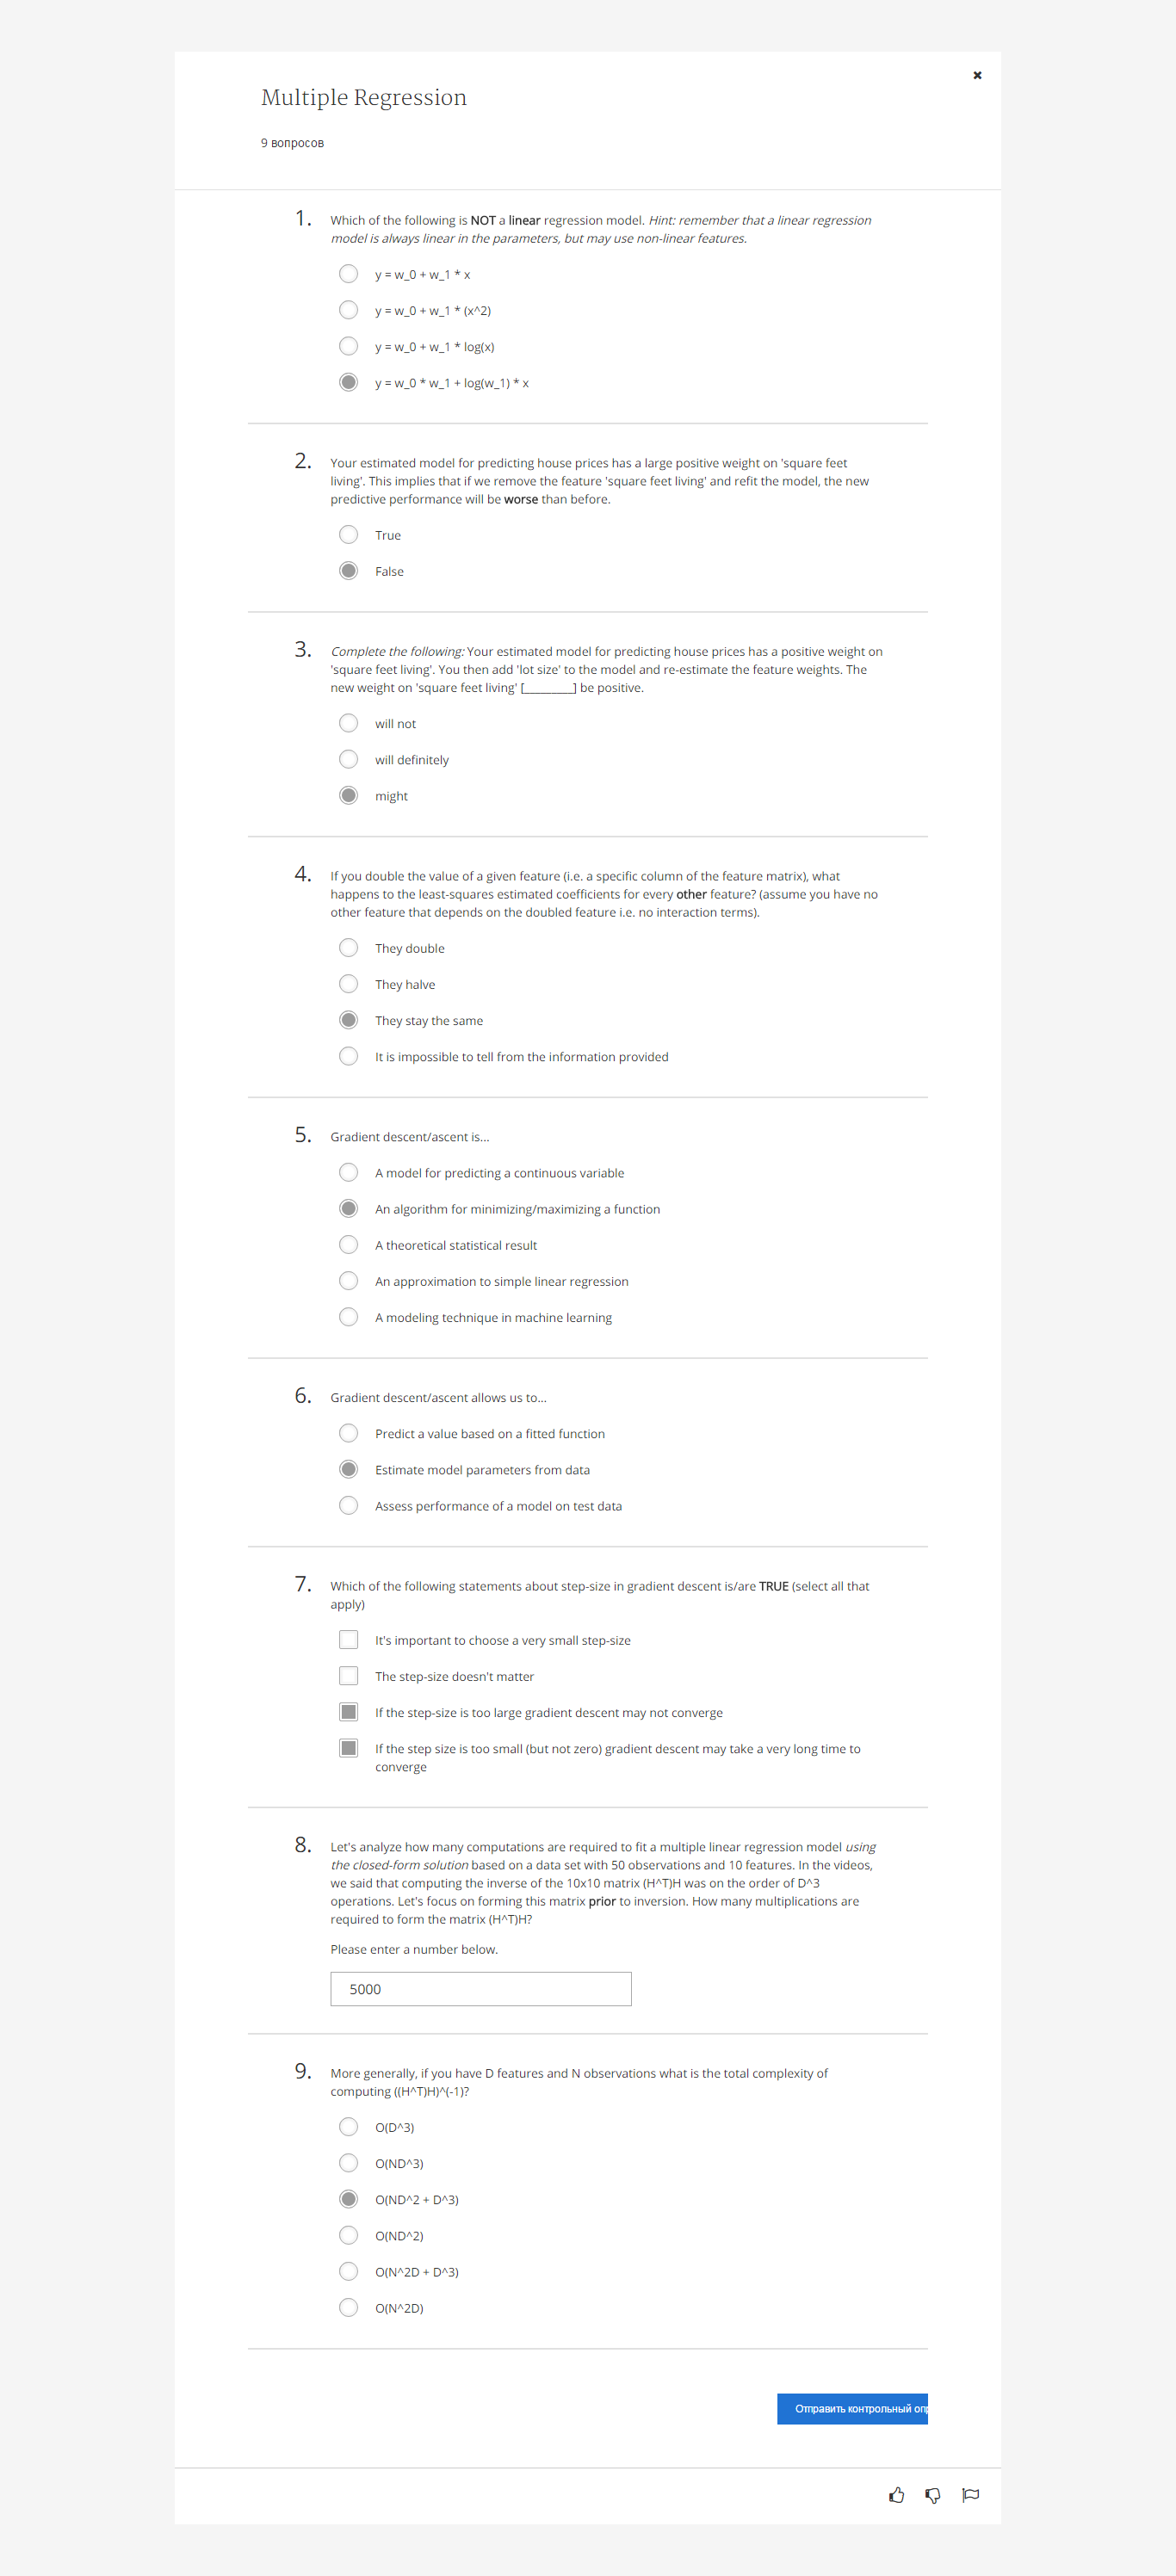 Multiple Regression
9 вопросов
1. Which of the following is NOT a linear regression model. Hint: remember that a linear regression
model is always linear in the parameters, but may use non-linear features.
y = w_0 + w_1 * x
y = w_0 + w_1 * (x^2)
y = w_0 + w_1 * log(x)
y = w_0 * w_1 + log(w_1) * x
2. Your estimated model for predicting house prices has a large positive weight on 'square feet
living'. This implies that if we remove the feature 'square feet living' and refit the model, the new
predictive performance will be worse than before.
True
False
3. Complete the following: Your estimated model for predicting house prices has a positive weight on
'square feet living'. You then add 'lot size' to the model and re-estimate the feature weights. The
new weight on 'square feet living' [_________] be positive.
will not
will definitely
might
4. If you double the value of a given feature (i.e. a specific column of the feature matrix), what
happens to the least-squares estimated coefficients for every other feature? (assume you have no
other feature that depends on the doubled feature i.e. no interaction terms).
They double
They halve
They stay the same
It is impossible to tell from the information provided
5. Gradient descent/ascent is...
A model for predicting a continuous variable
An algorithm for minimizing/maximizing a function
A theoretical statistical result
An approximation to simple linear regression
A modeling technique in machine learning
6. Gradient descent/ascent allows us to...
Predict a value based on a fitted function
Estimate model parameters from data
Assess performance of a model on test data
7. Which of the following statements about step-size in gradient descent is/are TRUE (select all that
apply)
It's important to choose a very small step-size
The step-size doesn't matter
If the step-size is too large gradient descent may not converge
If the step size is too small (but not zero) gradient descent may take a very long time to
converge
8. Let's analyze how many computations are required to fit a multiple linear regression model using
the closed-form solution based on a data set with 50 observations and 10 features. In the videos,
we said that computing the inverse of the 10x10 matrix (H^T)H was on the order of D^3
operations. Let's focus on forming this matrix prior to inversion. How many multiplications are
required to form the matrix (H^T)H?
Please enter a number below.
5000
9. More generally, if you have D features and N observations what is the total complexity of
computing ((H^T)H)^(-1)?
O(D^3)
O(ND^3)
O(ND^2 + D^3)
O(ND^2)
O(N^2D + D^3)
O(N^2D)
Отправить контрольный